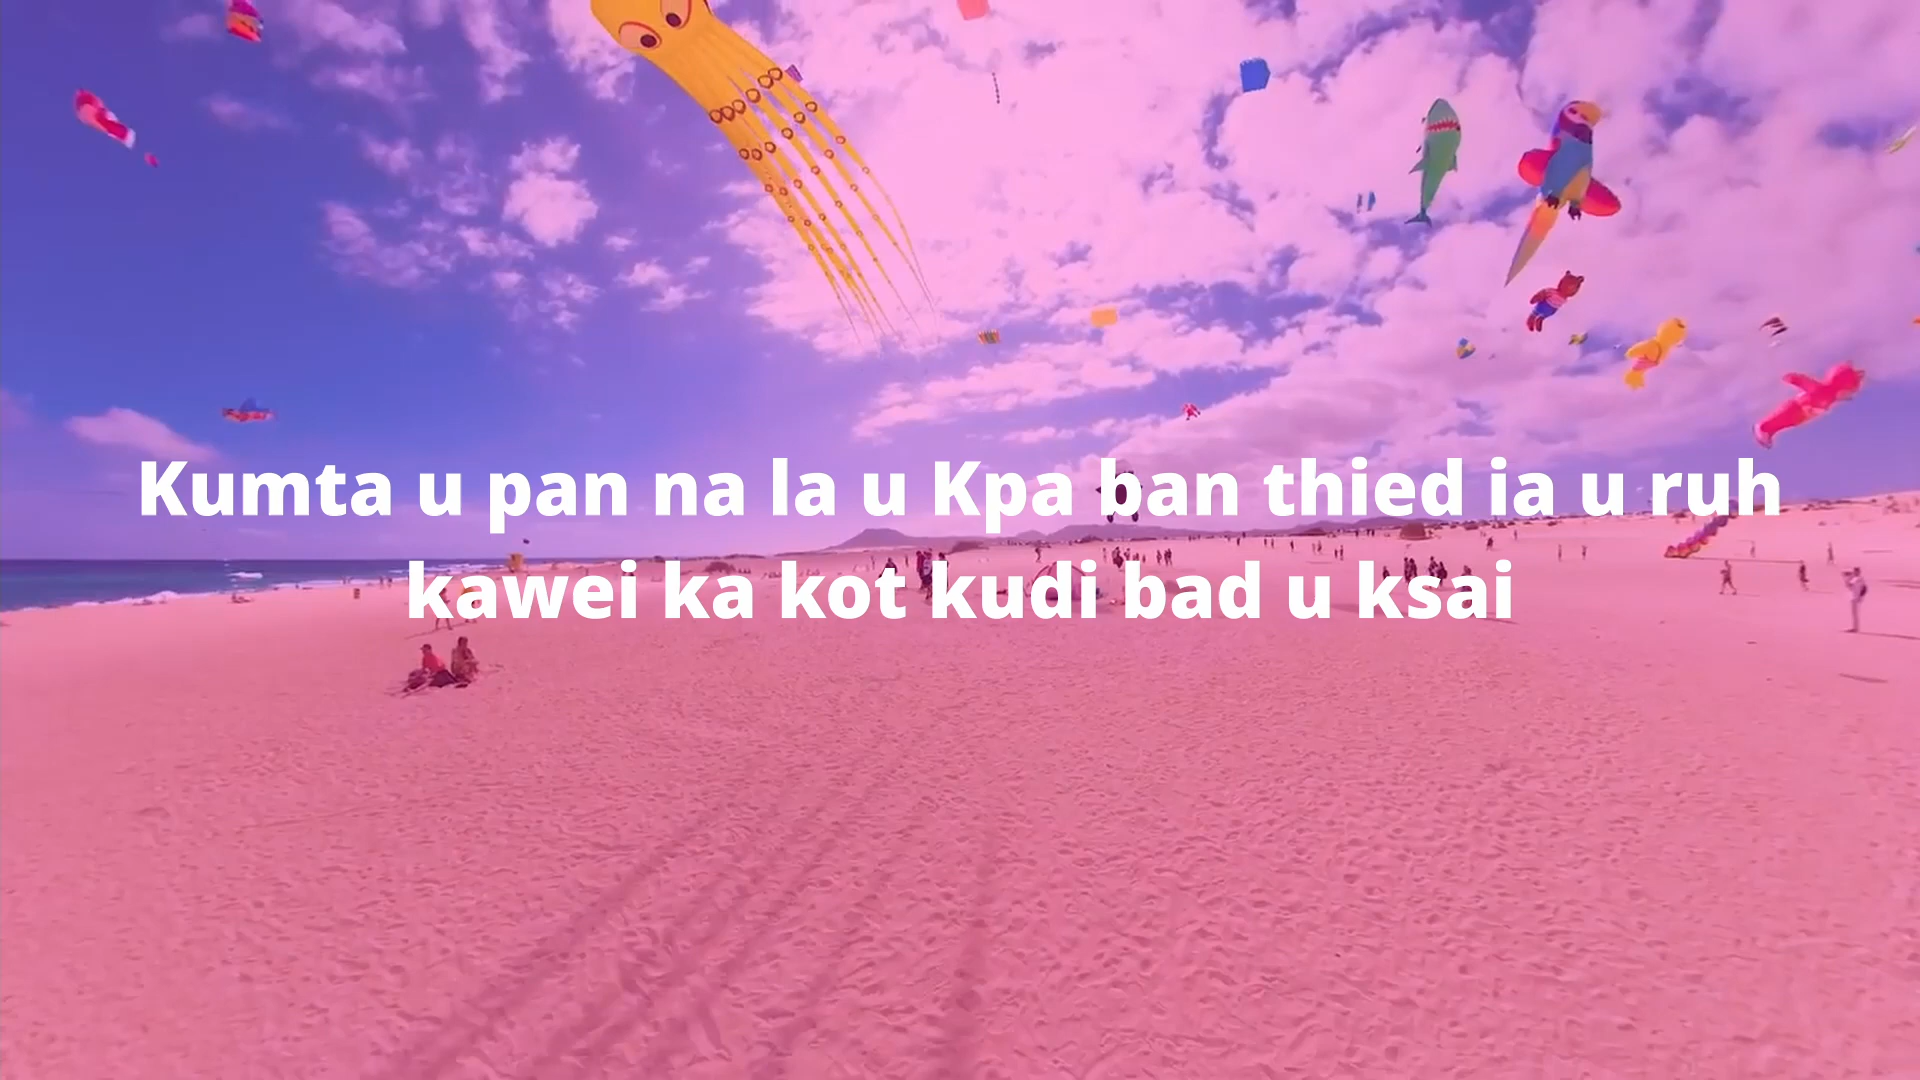 Kumta u pan na la u Kpa ban thied ia u ruh
kawei ka kot kudi bad u ksai